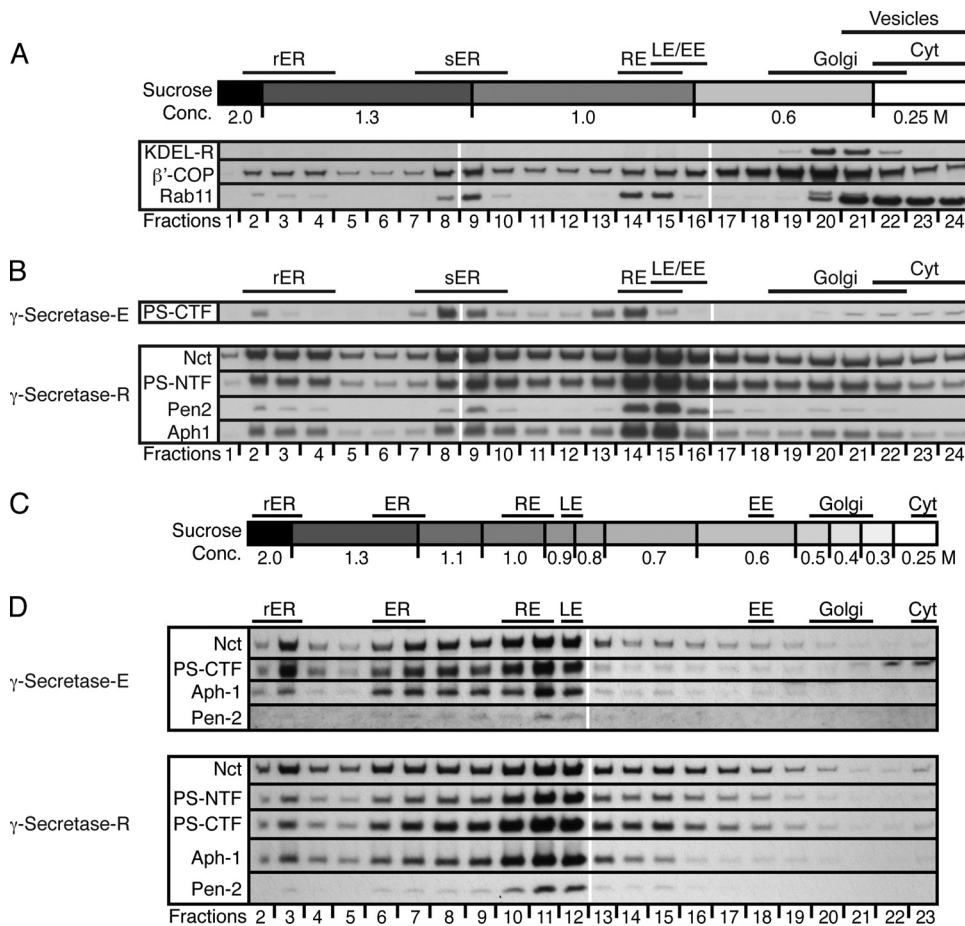 Vesicles
A
rER sER RE LE/EE Golgi Cyt
Sucrose
Conc.
2.0 1.3 1.0 0.6 0.25 M
KDEL-R
β'-COP
Rab11
Fractions 1 2 3 4 5 6 7 8 9 10 11 12 13 14 15 16 17 18 19 20 21 22 23 24
B
rER sER RE LE/EE Golgi Cyt
γ-Secretase-E PS-CTF
Nct
γ-Secretase-R PS-NTF
Pen2
Aph1
Fractions 1 2 3 4 5 6 7 8 9 10 11 12 13 14 15 16 17 18 19 20 21 22 23 24
C
rER ER RE LE EE Golgi Cyt
Sucrose
Conc.
2.0 1.3 1.1 1.0 0.9 0.8 0.7 0.6 0.5 0.4 0.3 0.25 M
D
rER ER RE LE EE Golgi Cyt
Nct
γ-Secretase-E PS-CTF
Aph-1
Pen-2
Nct
PS-NTF
γ-Secretase-R PS-CTF
Aph-1
Pen-2
Fractions 2 3 4 5 6 7 8 9 10 11 12 13 14 15 16 17 18 19 20 21 22 23